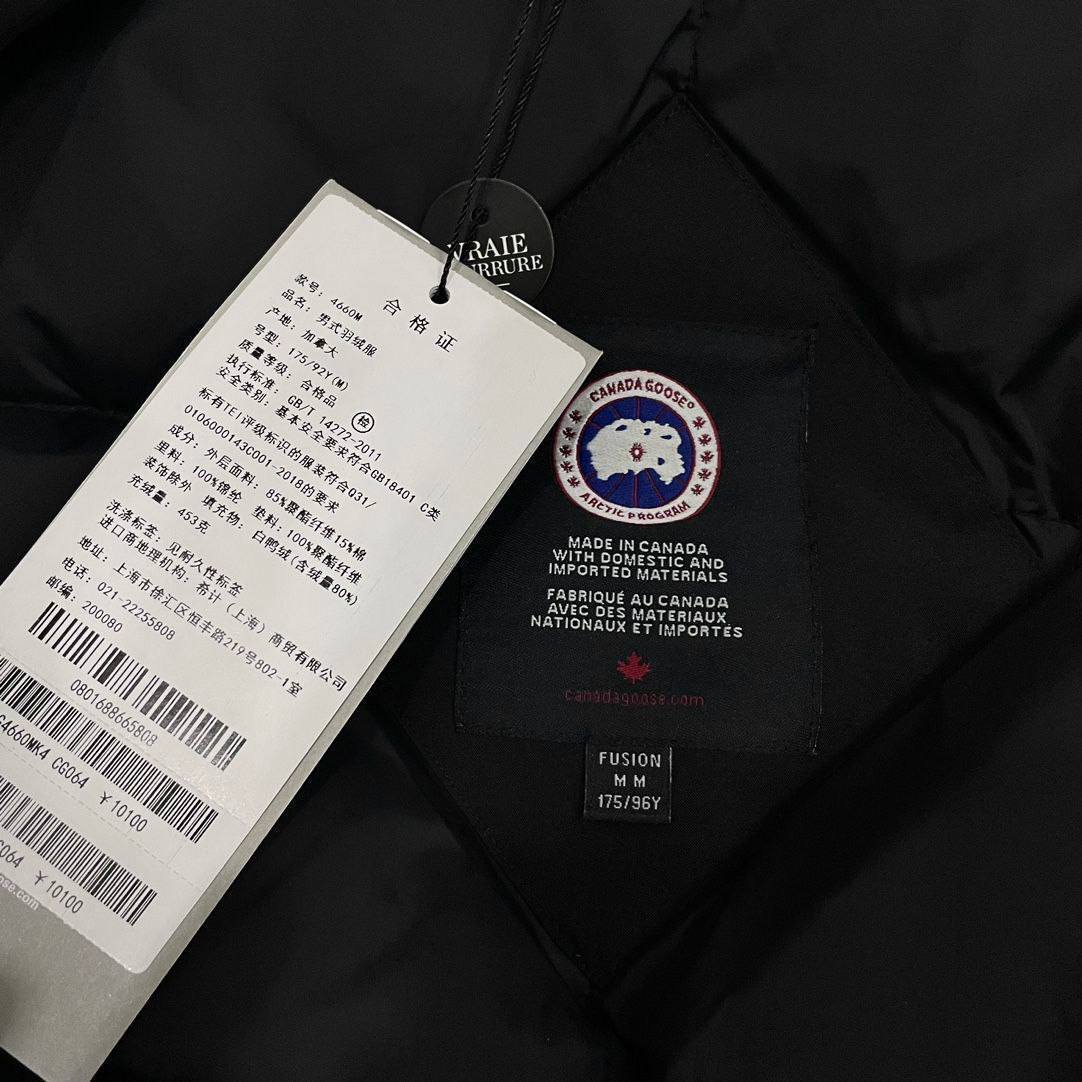 VRAIE
合格证
款号: 4660M
品名: 男式羽绒服
产地: 加拿大
号型: 175/92Y(M)
质量等级: 合格品
执行标准: GB/T 14272-2011 检
安全类别: 基本安全要求符合GB18401 C类
标有TEI评级标识的服装符合Q31/
0106000143C001-2018的要求
成分: 外层面料: 85%聚酯纤维15%棉
里料: 100%锦纶 垫料:100%聚酯纤维
装饰除外 填充物: 白鸭绒(含绒量80%)
充绒量: 453克
洗涤标签: 见耐久性标签
进口商地理机构: 希计 (上海) 商贸有限公司
地址: 上海市徐汇区恒丰路219号802-1室
电话: 021-22255808
邮编: 200080
0801688665808
4660MK4 CG064 ¥10100
064 ¥10100
CANADA GOOSE®
ARCTIC PROGRAM
MADE IN CANADA
WITH DOMESTIC AND
IMPORTED MATERIALS
FABRIQUÉ AU CANADA
AVEC DES MATERIAUX
NATIONAUX ET IMPORTÉS
canadagoose.com
FUSION
M M
175/96Y